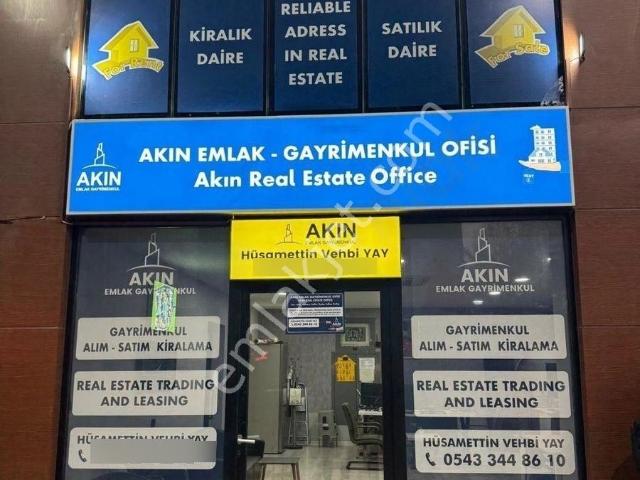 For Rent
KİRALIK
DAİRE
RELIABLE
ADRESS
IN REAL
ESTATE
SATILIK
DAİRE
For Sale
AKIN
EMLAK GAYRİMENKUL
AKIN EMLAK - GAYRİMENKUL OFİSİ
Akın Real Estate Office
AKIN
EMLAK GAYRİMENKUL
Hüsamettin Vehbi YAY
AKIN
EMLAK GAYRİMENKUL
GAYRİMENKUL
ALIM - SATIM KİRALAMA
REAL ESTATE TRADING
AND LEASING
HÜSAMETTİN VEHBİ YAY
AKIN
EMLAK GAYRİMENKUL
GAYRİMENKUL
ALIM - SATIM KİRALAMA
REAL ESTATE TRADING
AND LEASING
HÜSAMETTİN VEHBİ YAY
0543 344 86 10
emlakjet.com